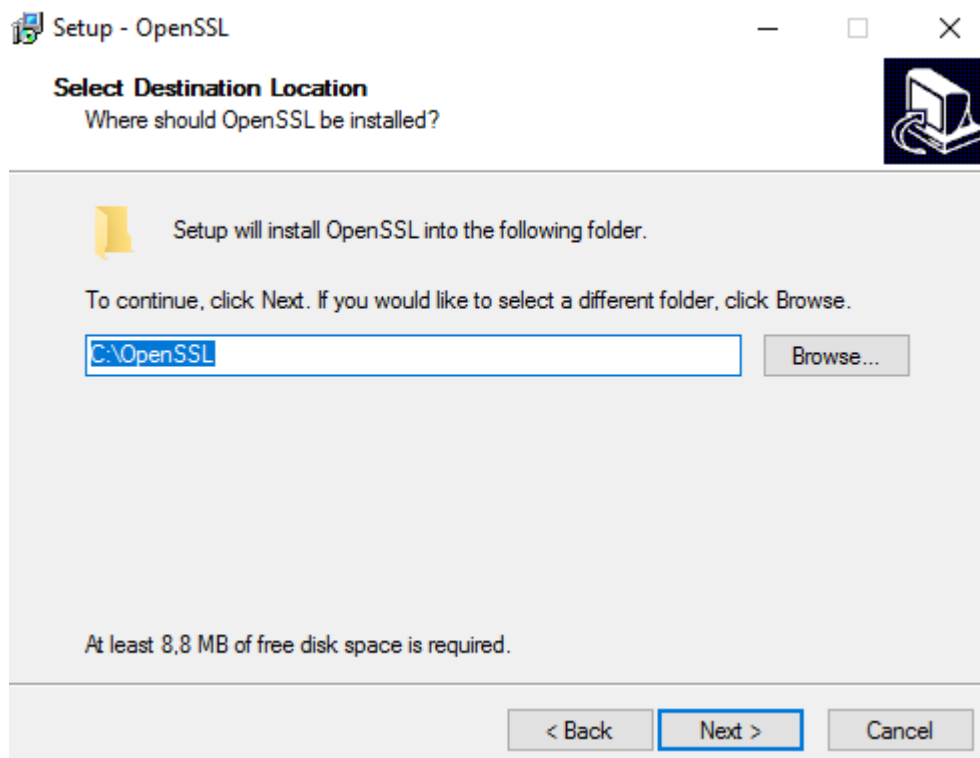 Setup - OpenSSL
Select Destination Location
Where should OpenSSL be installed?
Setup will install OpenSSL into the following folder.
To continue, click Next. If you would like to select a different folder, click Browse.
C:\OpenSSL
Browse...
At least 8,8 MB of free disk space is required.
< Back
Next >
Cancel